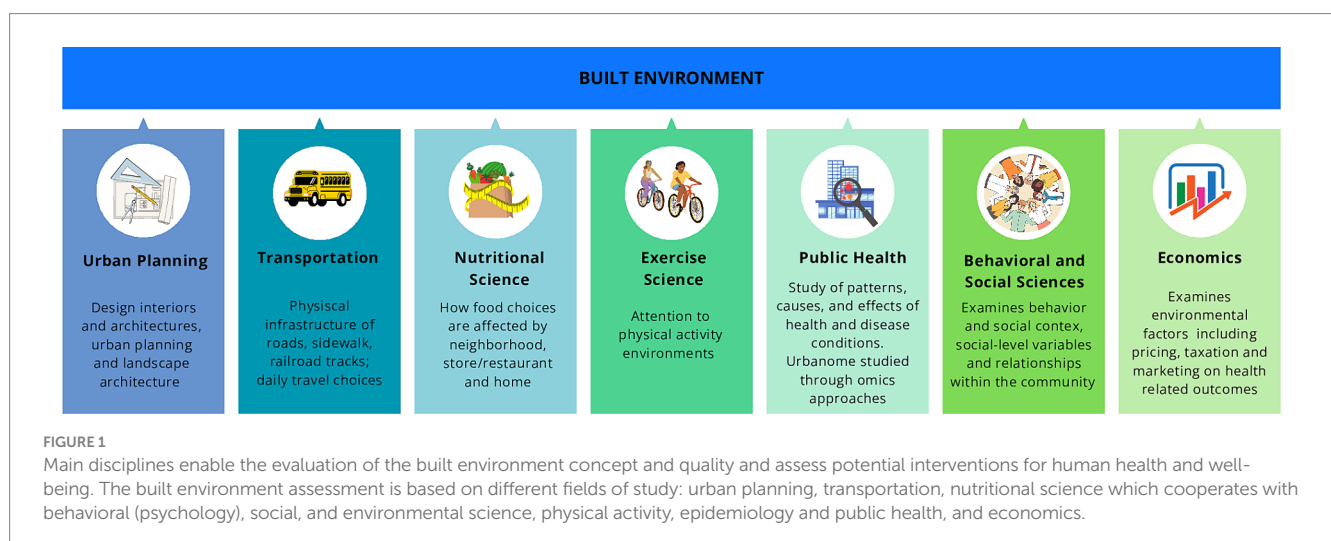 BUILT ENVIRONMENT
Urban Planning
Design interiors
and architectures,
urban planning
and landscape
architecture
Transportation
Physiscal
infrastructure of
roads, sidewalk,
railroad tracks;
daily travel choices
Nutritional
Science
How food choices
are affected by
neighborhood,
store/restaurant
and home
Exercise
Science
Attention to
physical activity
environments
Public Health
Study of patterns,
causes, and effects of
health and disease
conditions.
Urbanome studied
through omics
approaches
Behavioral and
Social Sciences
Examines behavior
and social contex,
social-level variables
and relationships
within the community
Economics
Examines
environmental
factors including
pricing, taxation and
marketing on health
related outcomes
FIGURE 1
Main disciplines enable the evaluation of the built environment concept and quality and assess potential interventions for human health and well-
being. The built environment assessment is based on different fields of study: urban planning, transportation, nutritional science which cooperates with
behavioral (psychology), social, and environmental science, physical activity, epidemiology and public health, and economics.